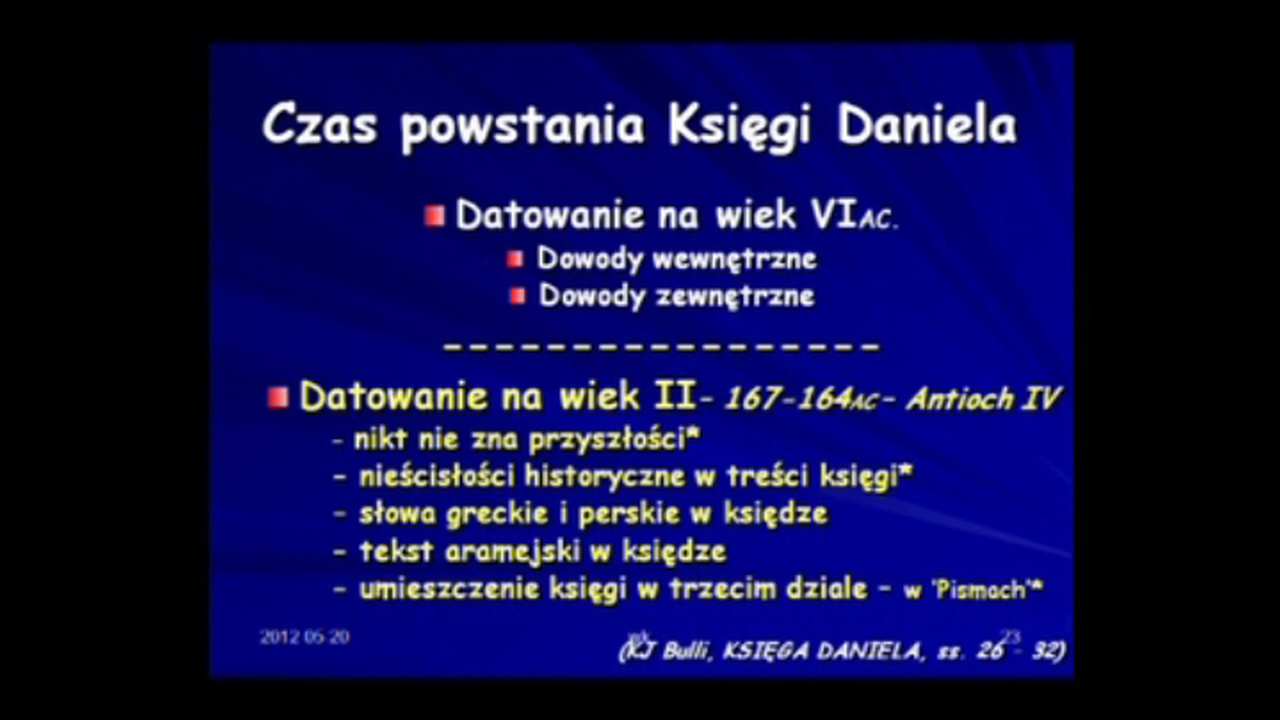 Czas powstania Księgi Daniela
Datowanie na wiek VI AC.
Dowody wewnętrzne
Dowody zewnętrzne
-----------------
Datowanie na wiek II- 167-164AC- Antioch IV
- nikt nie zna przyszłości*
- nieścisłości historyczne w treści księgi*
- słowa greckie i perskie w księdze
- tekst aramejski w księdze
- umieszczenie księgi w trzecim dziale - w 'Pismach'*
2012 05 20
23
(KJ Bulli, KSIĘGA DANIELA, ss. 26 - 32)